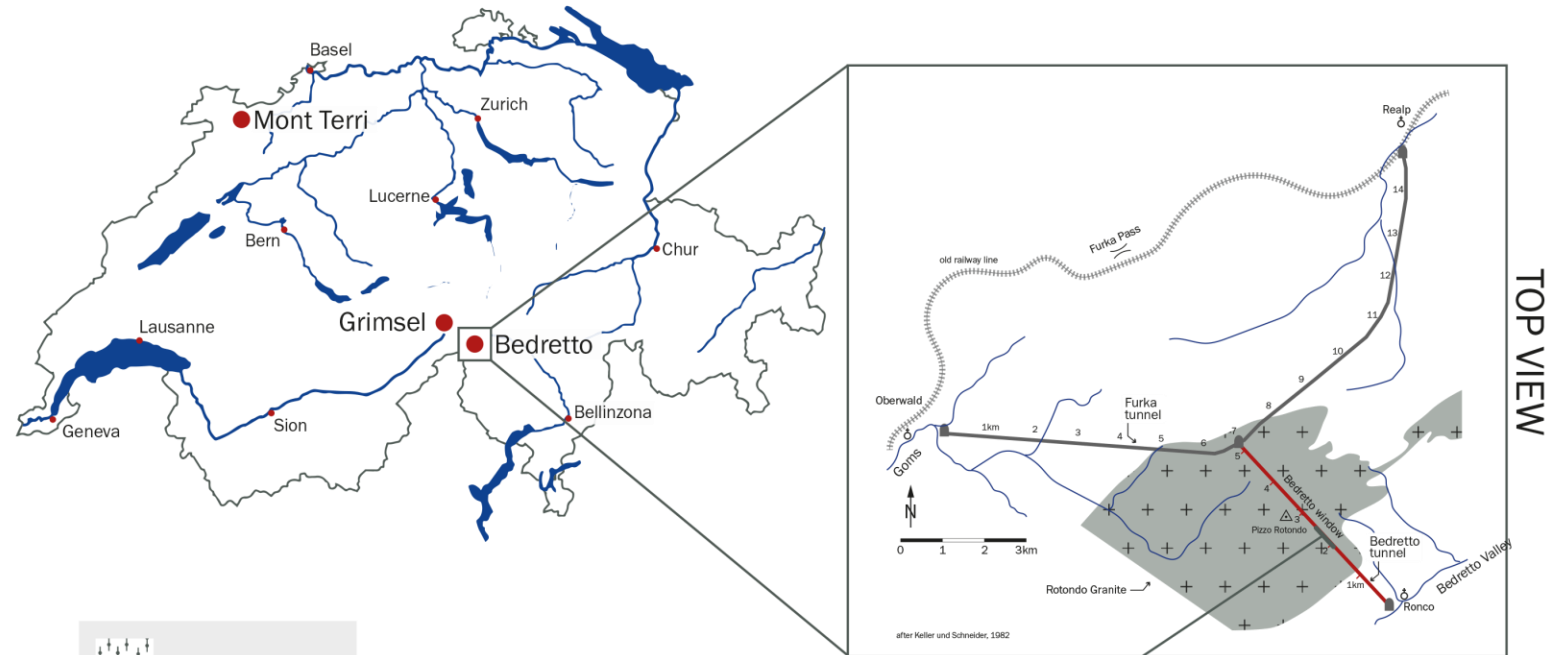 Basel
Mont Terri
Zurich
Lucerne
Bern
Chur
Grimsel
Bedretto
Lausanne
Geneva
Sion
Bellinzona
TOP VIEW
Realp
14
13
12
11
10
9
8
7
Furka Pass
old railway line
Oberwald
Goms
1km
2
3
4
5
6
Furka
tunnel
5
4
3
2
1km
Bedretto window
Pizzo Rotondo
Bedretto
tunnel
Bedretto Valley
Ronco
Rotondo Granite
N
0 1 2 3km
after Keller und Schneider, 1982